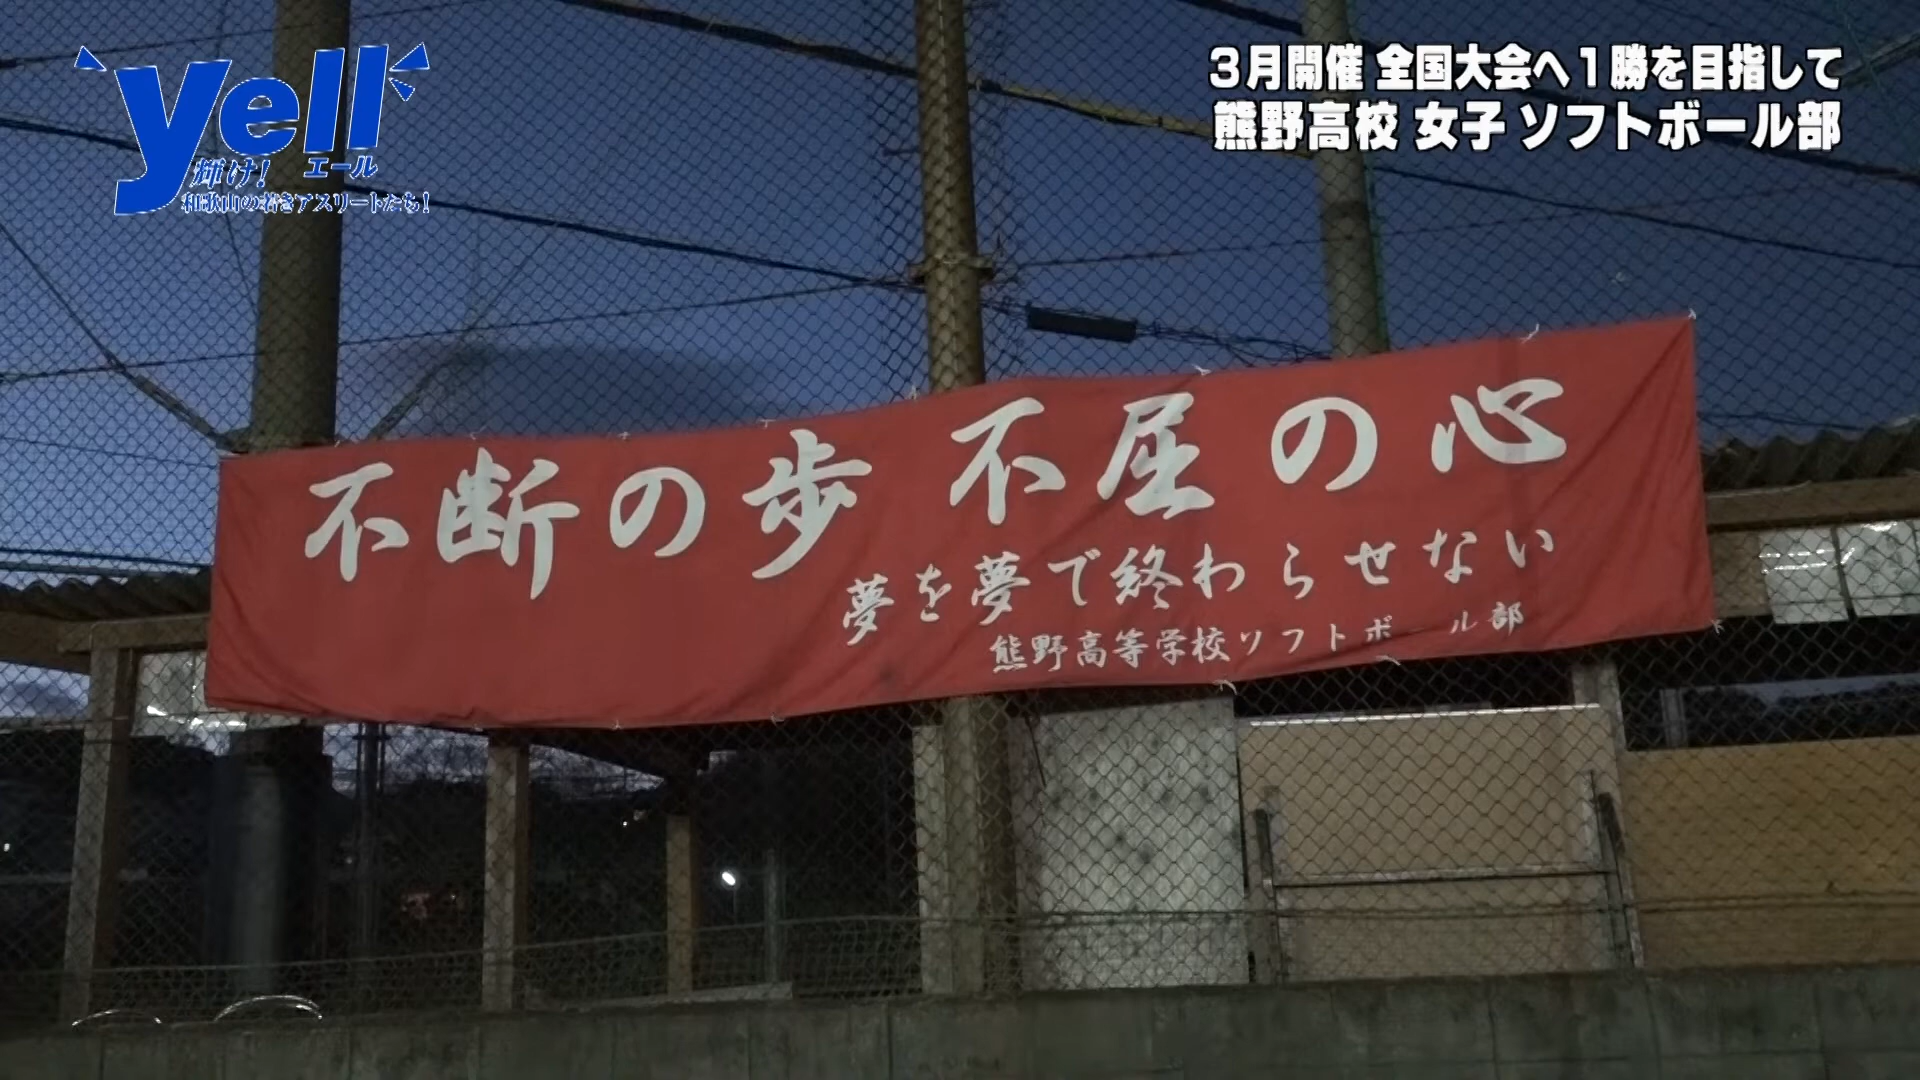 yell
エール
輝け!
和歌山の若きアスリートたち!
3月開催 全国大会へ1勝を目指して
熊野高校 女子 ソフトボール部
不断の歩 不屈の心
夢を夢で終わらせない
熊野高等学校ソフトボール部